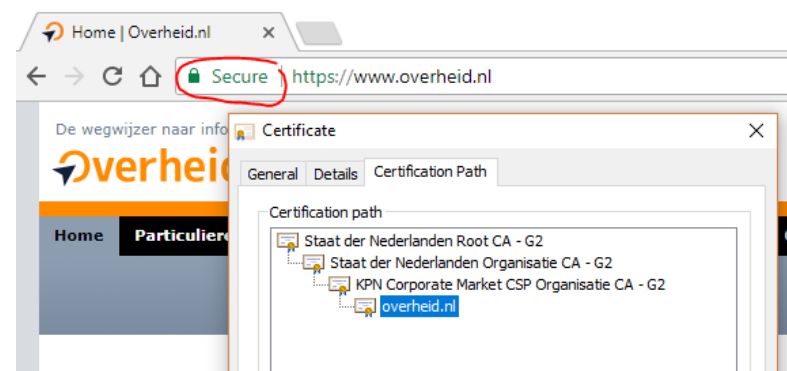 Home | Overheid.nl
Secure | https://www.overheid.nl
De wegwijzer naar info
Overheid
Certificate
General Details Certification Path
Home Particuliere
Certification path
Staat der Nederlanden Root CA - G2
Staat der Nederlanden Organisatie CA - G2
KPN Corporate Market CSP Organisatie CA - G2
overheid.nl